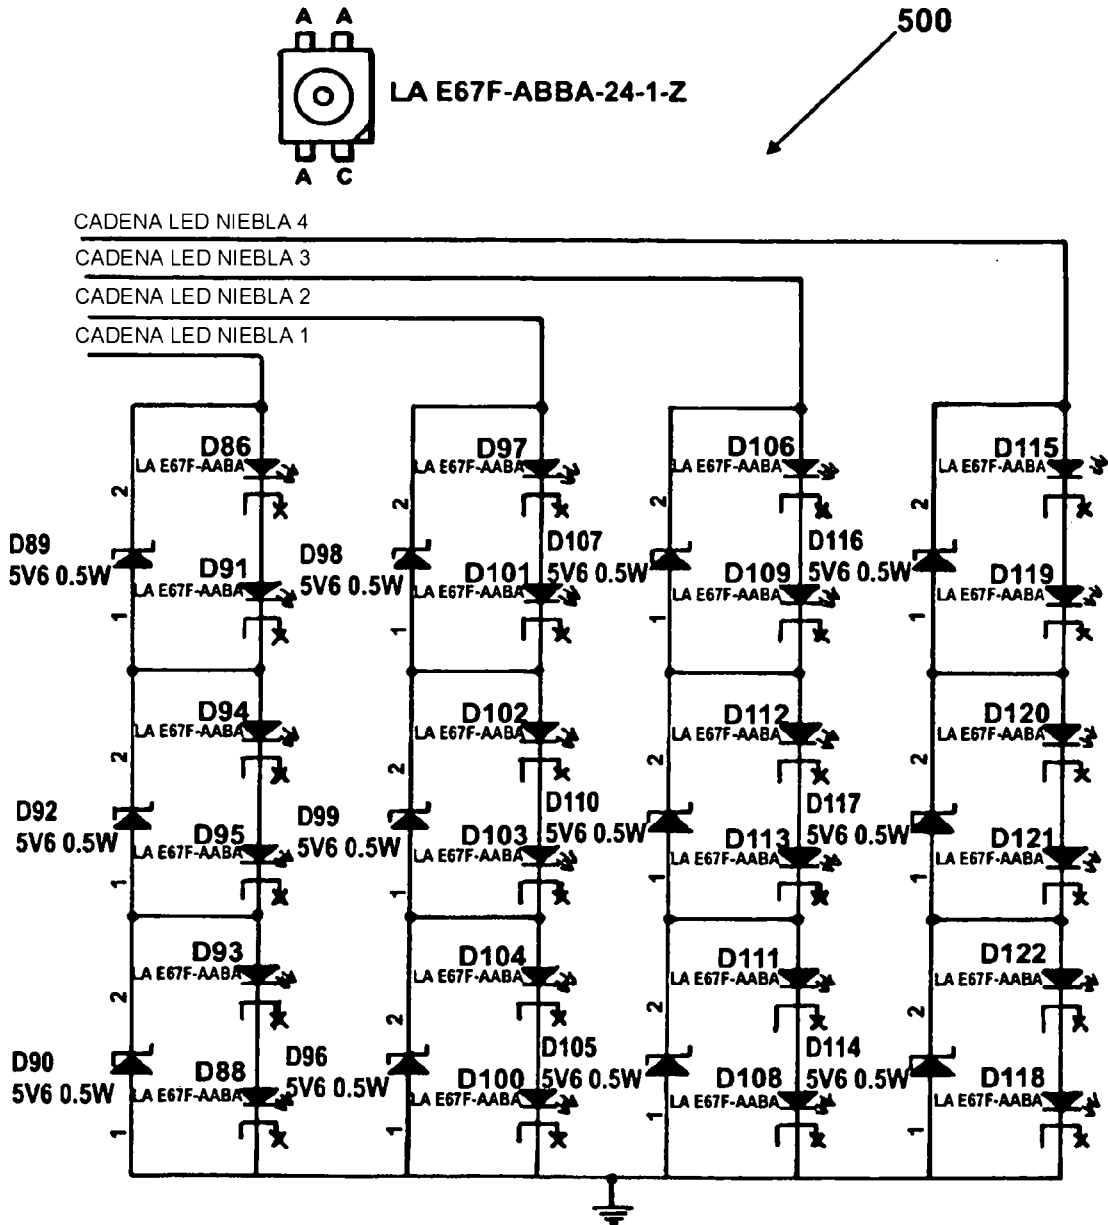 A A
500
LA E67F-ABBA-24-1-Z
A C
CADENA LED NIEBLA 4
CADENA LED NIEBLA 3
CADENA LED NIEBLA 2
CADENA LED NIEBLA 1
D86 D97 D106 D115
LA E67F-AABA LA E67F-AABA LA E67F-AABA LA E67F-AABA
2 2 2 2
D89 D98 D107 D116
5V6 0.5W 5V6 0.5W 5V6 0.5W 5V6 0.5W
D91 D101 D109 D119
LA E67F-AABA LA E67F-AABA LA E67F-AABA LA E67F-AABA
1 1 1 1
D94 D102 D112 D120
LA E67F-AABA LA E67F-AABA LA E67F-AABA LA E67F-AABA
2 2 2 2
D92 D99 D110 D117
5V6 0.5W 5V6 0.5W 5V6 0.5W 5V6 0.5W
D95 D103 D113 D121
LA E67F-AABA LA E67F-AABA LA E67F-AABA LA E67F-AABA
1 1 1 1
D93 D104 D111 D122
LA E67F-AABA LA E67F-AABA LA E67F-AABA LA E67F-AABA
2 2 2 2
D90 D96 D105 D114
5V6 0.5W 5V6 0.5W 5V6 0.5W 5V6 0.5W
D88 D100 D108 D118
LA E67F-AABA LA E67F-AABA LA E67F-AABA LA E67F-AABA
1 1 1 1